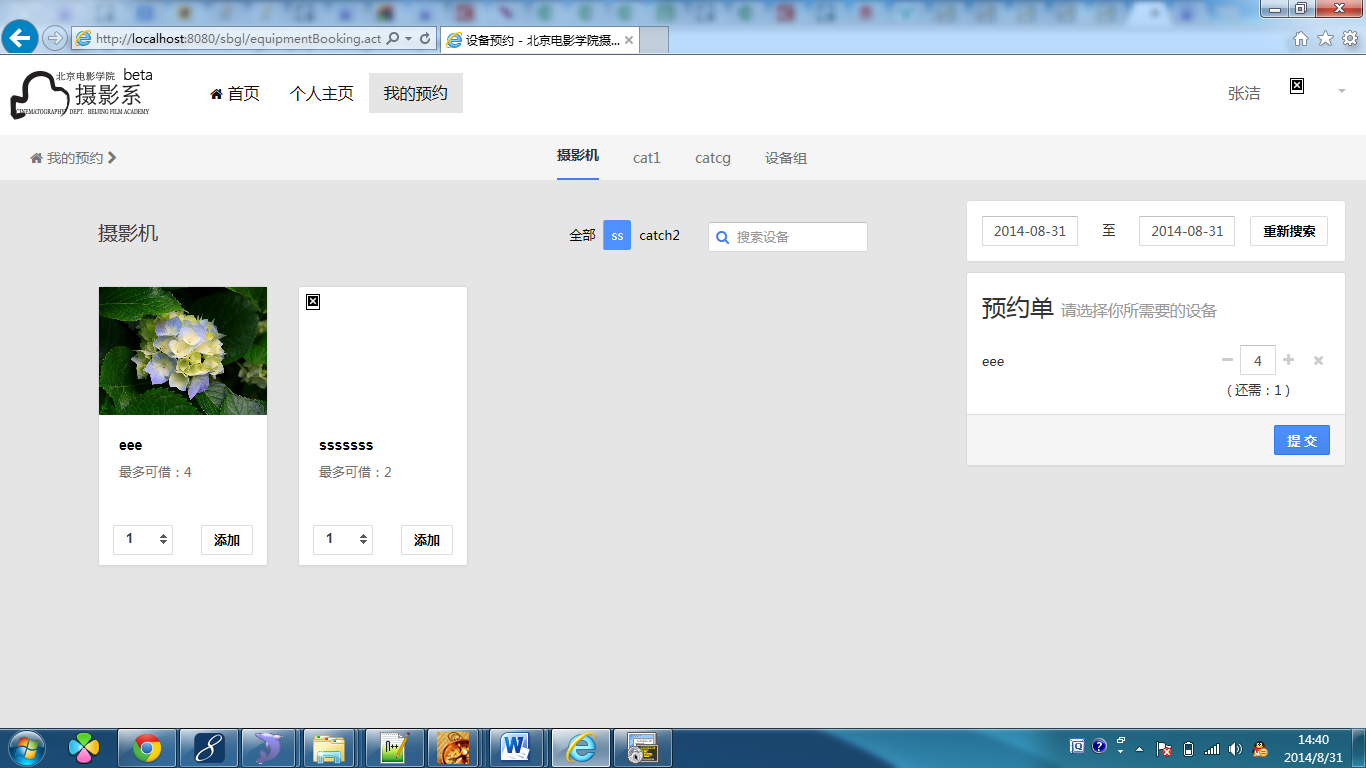 http://localhost:8080/sbgl/equipmentBooking.act
设备预约 - 北京电影学院摄...
北京电影学院 beta
摄影系
CINEMATOGRAPHY DEPT. BEIJING FILM ACADEMY
首页
个人主页
我的预约
张洁
我的预约
摄影机
cat1
catcg
设备组
摄影机
全部
ss
catch2
搜索设备
2014-08-31
至
2014-08-31
重新搜索
预约单 请选择你所需要的设备
eee
4
( 还需：1 )
提 交
eee
最多可借：4
1
添加
sssssss
最多可借：2
1
添加
14:40
2014/8/31